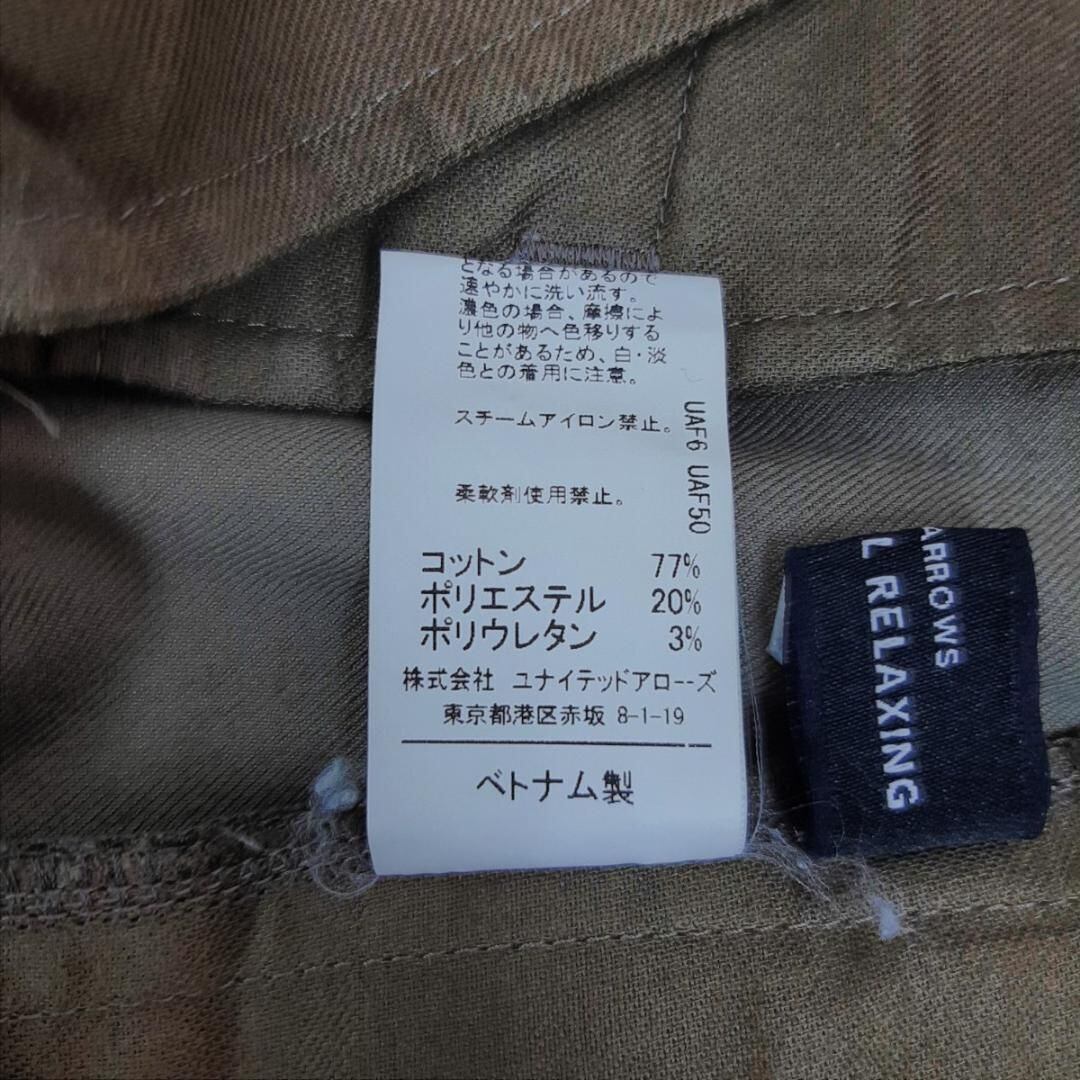 となる場合があるので
速やかに洗い流す。
濃色の場合、摩擦によ
り他の物へ色移りする
ことがあるため、白・淡
色との着用に注意。
スチームアイロン禁止。
柔軟剤使用禁止。
UAF6 UAF50
コットン 77%
ポリエステル 20%
ポリウレタン 3%
株式会社 ユナイテッドアローズ
東京都港区赤坂 8-1-19
ベトナム製
ARROWS
L RELAXING